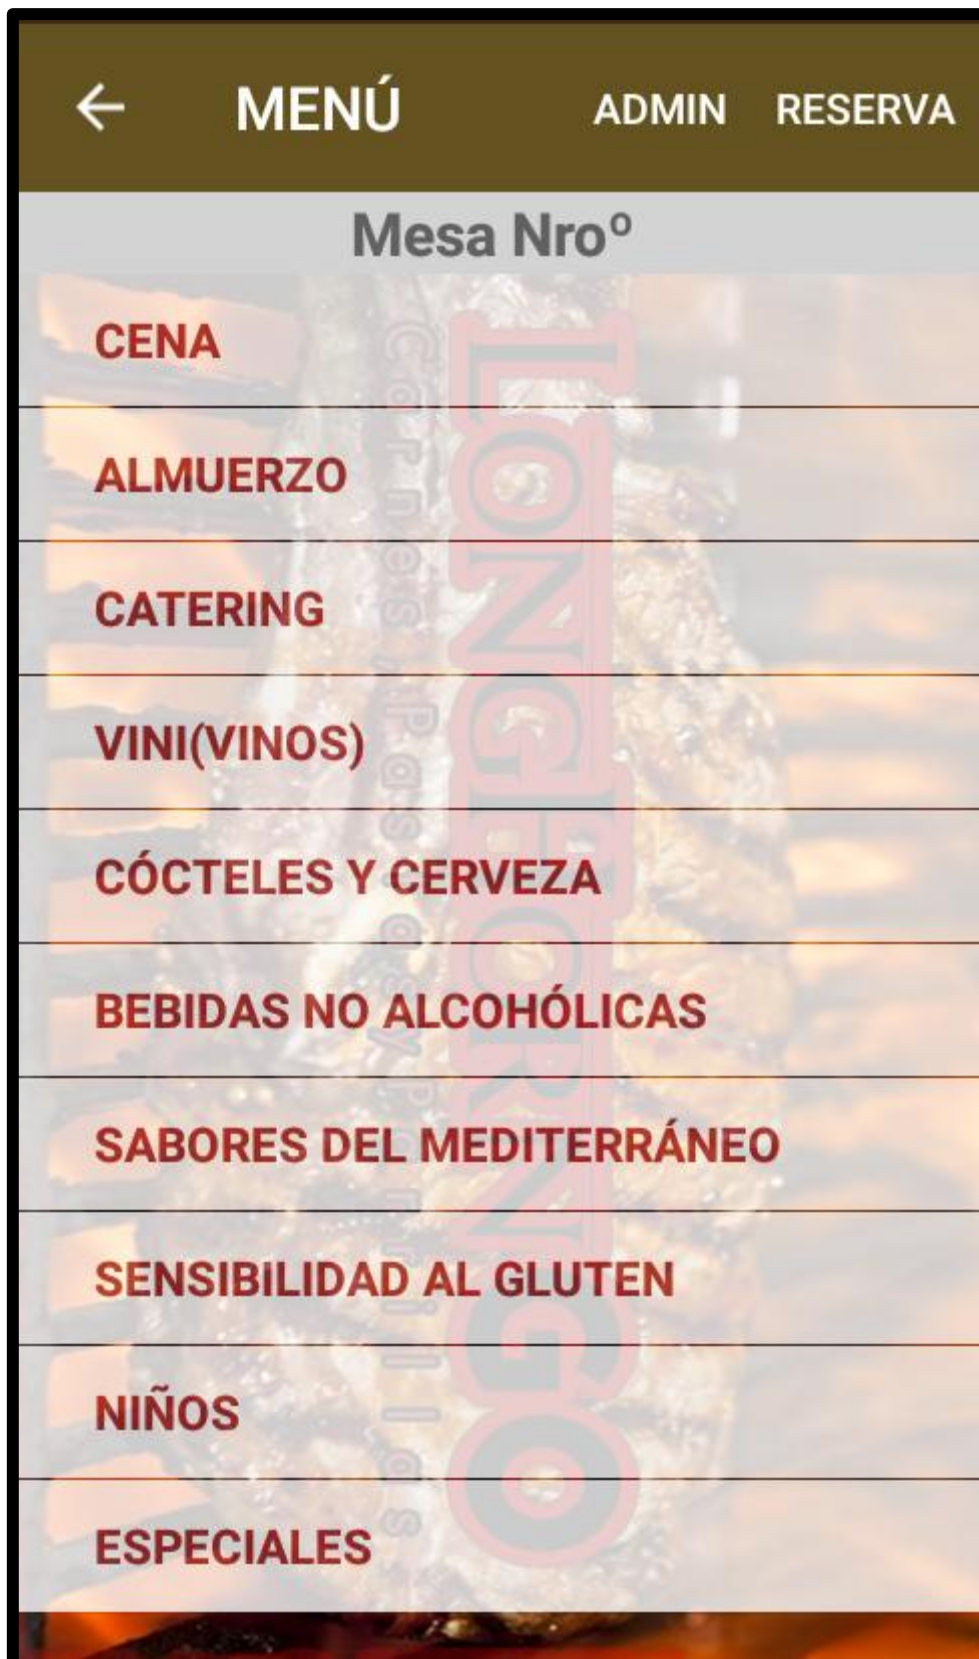 MENÚ ADMIN RESERVA
Mesa Nroº
CENA
ALMUERZO
CATERING
VINI(VINOS)
CÓCTELES Y CERVEZA
BEBIDAS NO ALCOHÓLICAS
SABORES DEL MEDITERRÁNEO
SENSIBILIDAD AL GLUTEN
NIÑOS
ESPECIALES
LONGHORNGO